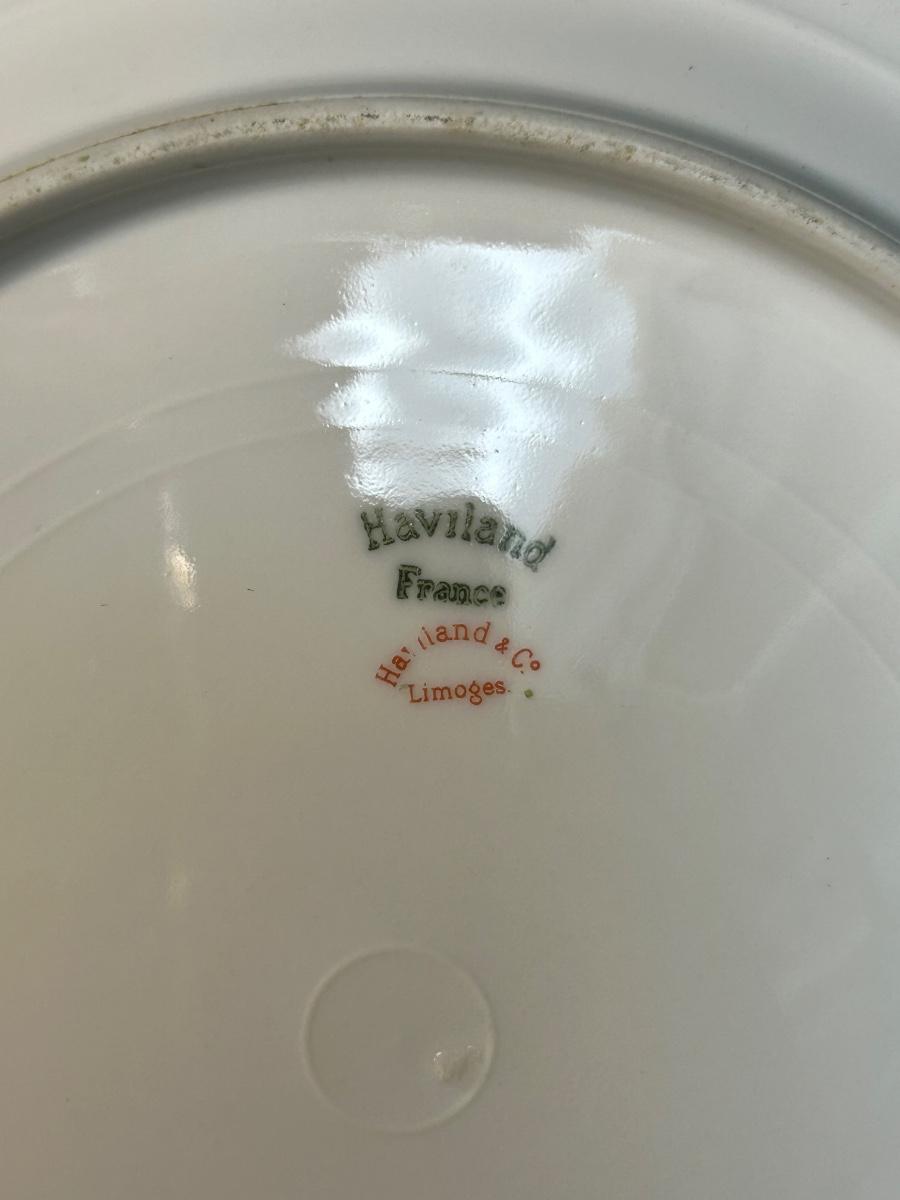 Haviland
France
Haviland & Co
Limoges.